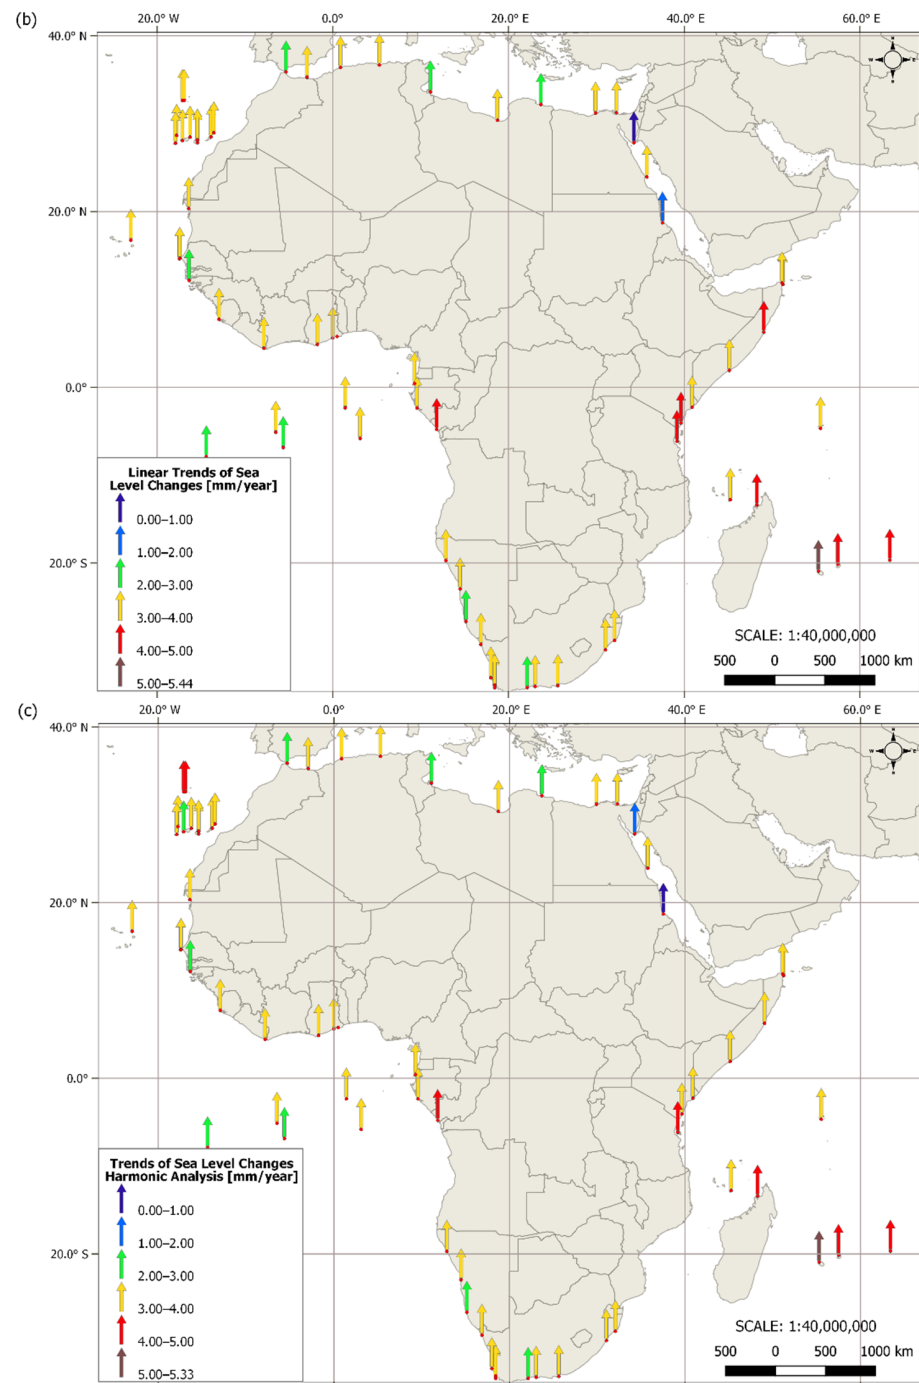 (b)
20.0° W 0.0° 20.0° E 40.0° E 60.0° E
40.0° N
20.0° N
0.0°
20.0° S
N
W E
S
Linear Trends of Sea
Level Changes [mm/year]
0.00–1.00
1.00–2.00
2.00–3.00
3.00–4.00
4.00–5.00
5.00–5.44
SCALE: 1:40,000,000
500 0 500 1000 km
(c)
20.0° W 0.0° 20.0° E 40.0° E 60.0° E
40.0° N
20.0° N
0.0°
20.0° S
N
W E
S
Trends of Sea Level Changes
Harmonic Analysis [mm/year]
0.00–1.00
1.00–2.00
2.00–3.00
3.00–4.00
4.00–5.00
5.00–5.33
SCALE: 1:40,000,000
500 0 500 1000 km